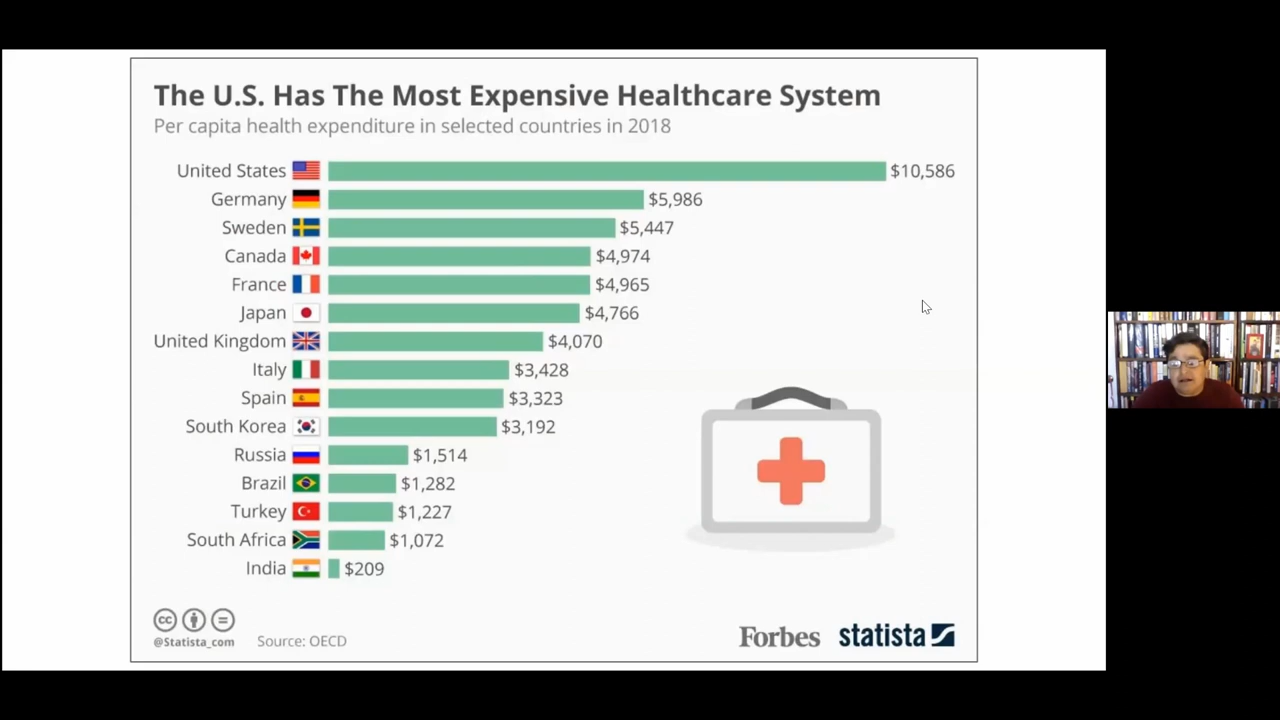 The U.S. Has The Most Expensive Healthcare System
Per capita health expenditure in selected countries in 2018
United States $10,586
Germany $5,986
Sweden $5,447
Canada $4,974
France $4,965
Japan $4,766
United Kingdom $4,070
Italy $3,428
Spain $3,323
South Korea $3,192
Russia $1,514
Brazil $1,282
Turkey $1,227
South Africa $1,072
India $209
cc
@Statista_com Source: OECD
Forbes statista